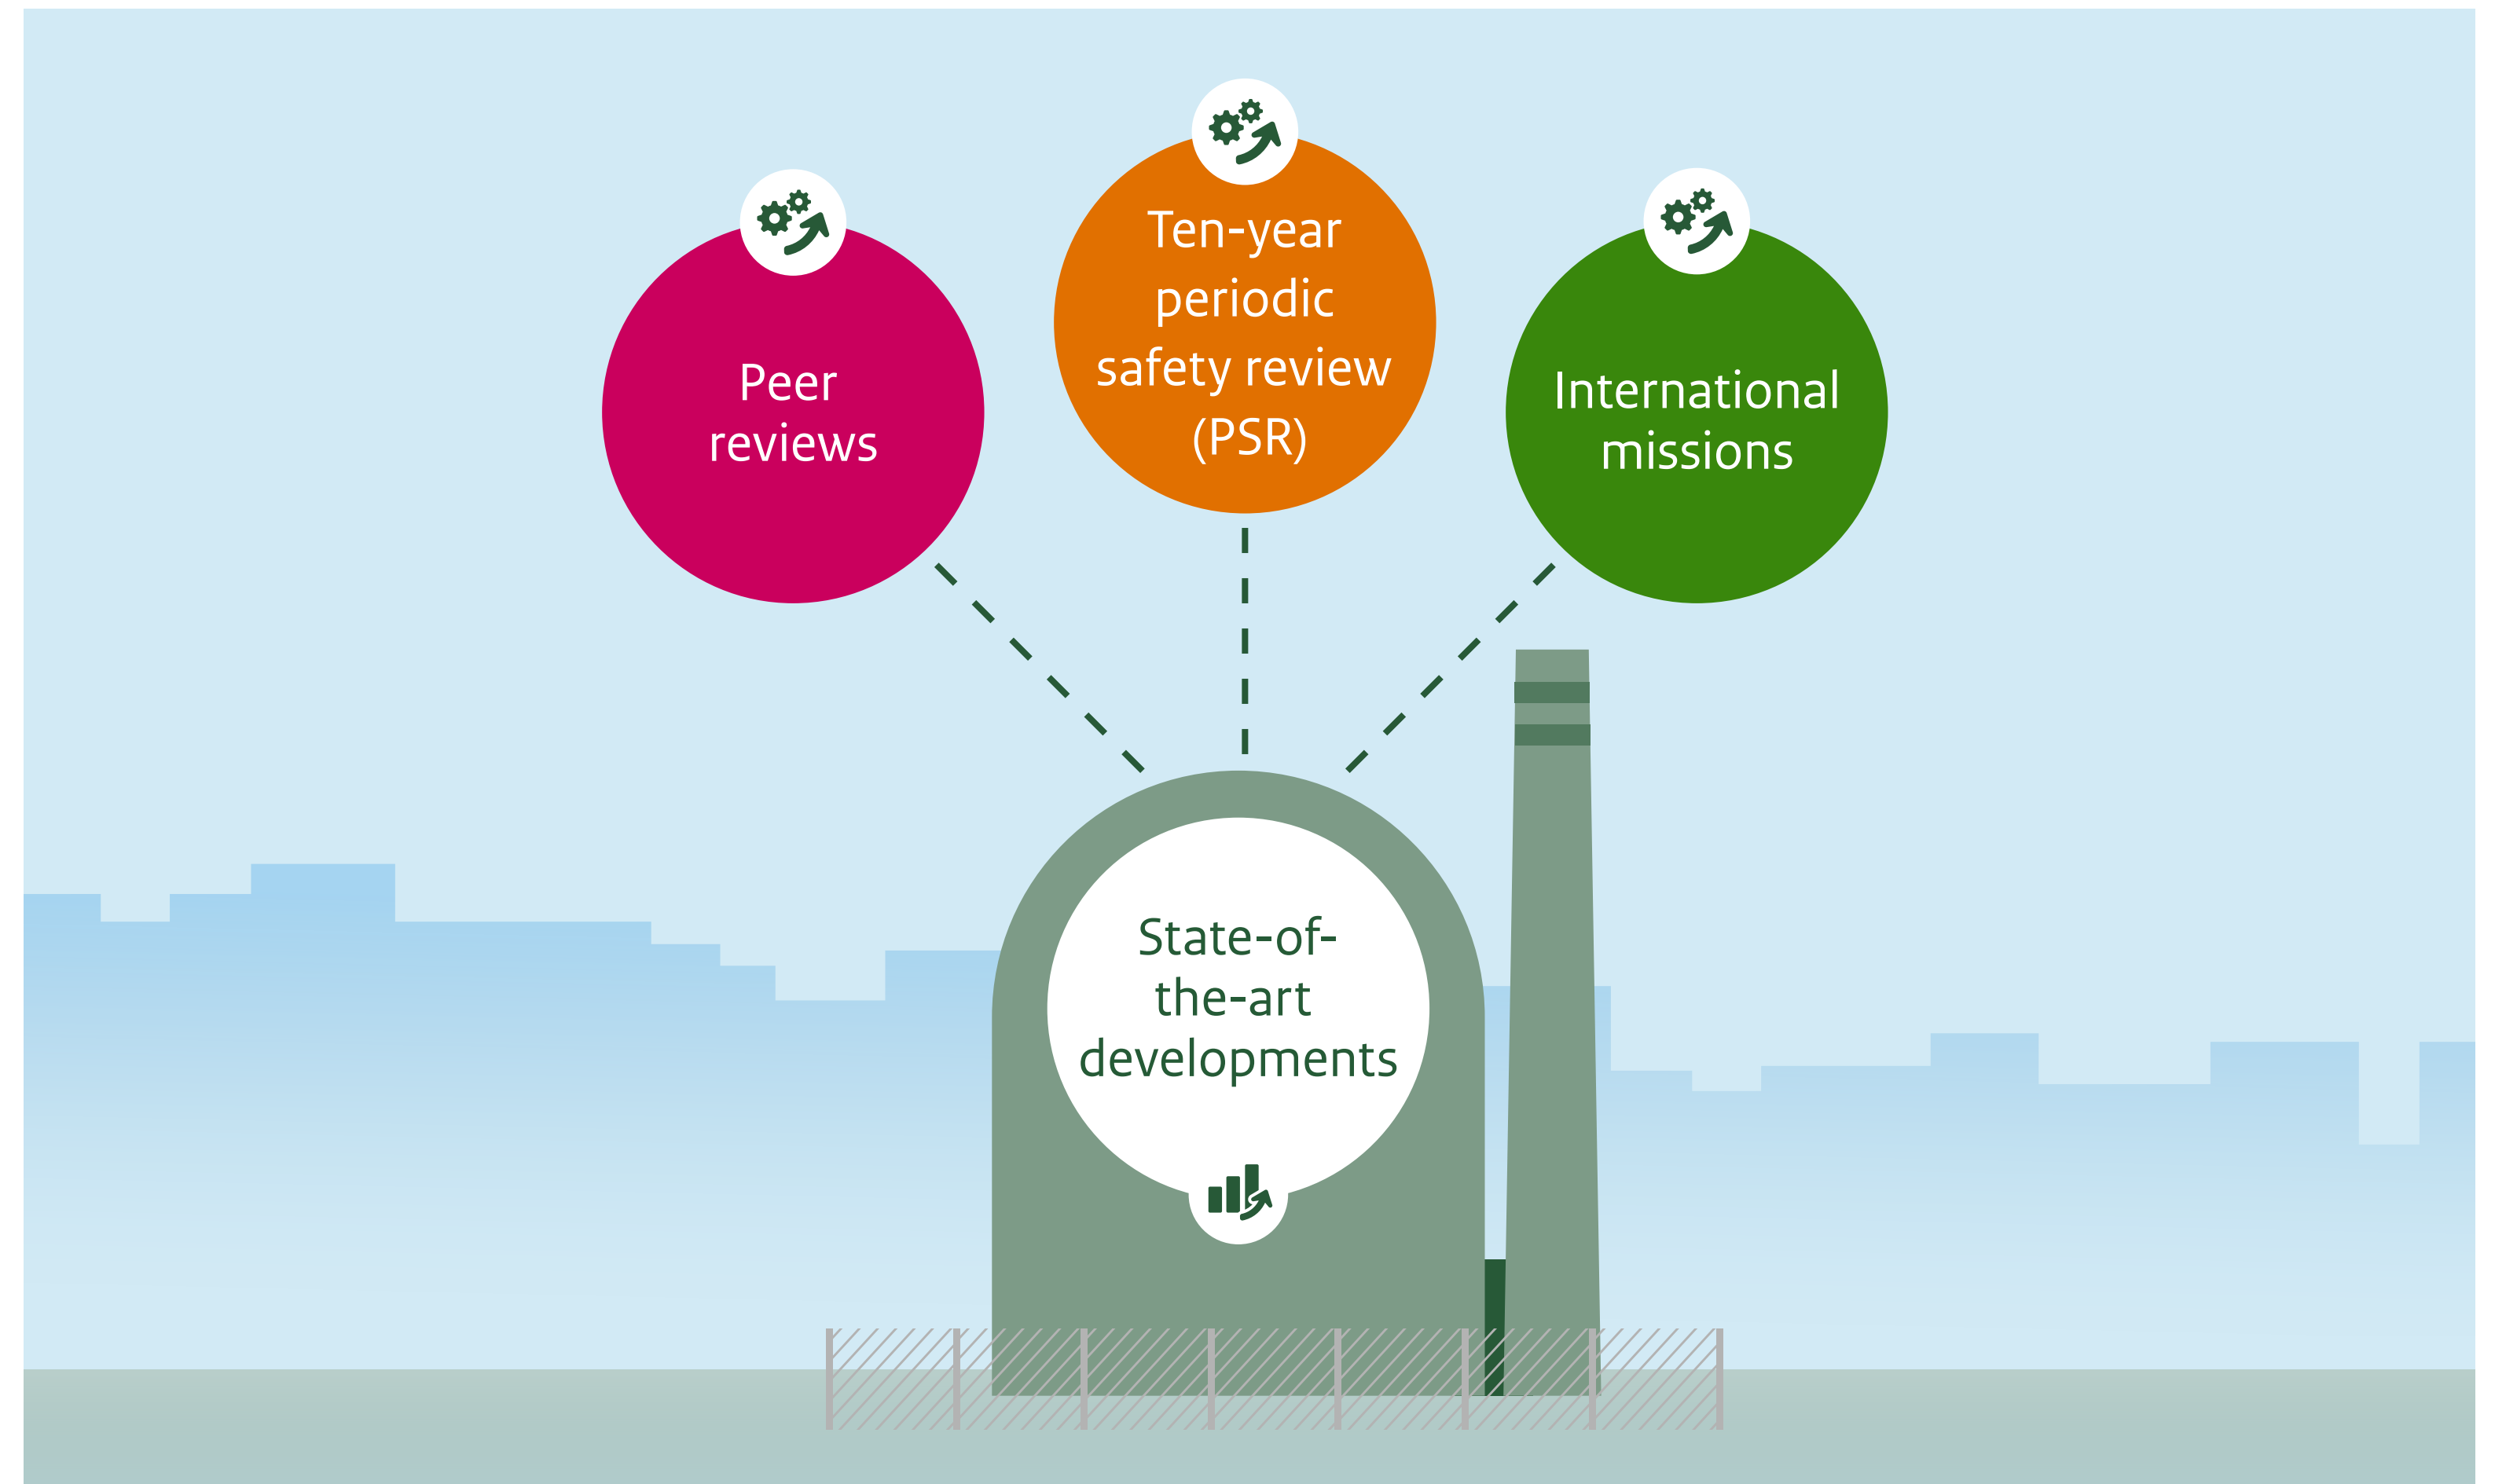 Peer
reviews
Ten-year
periodic
safety review
(PSR)
International
missions
State-of-
the-art
developments